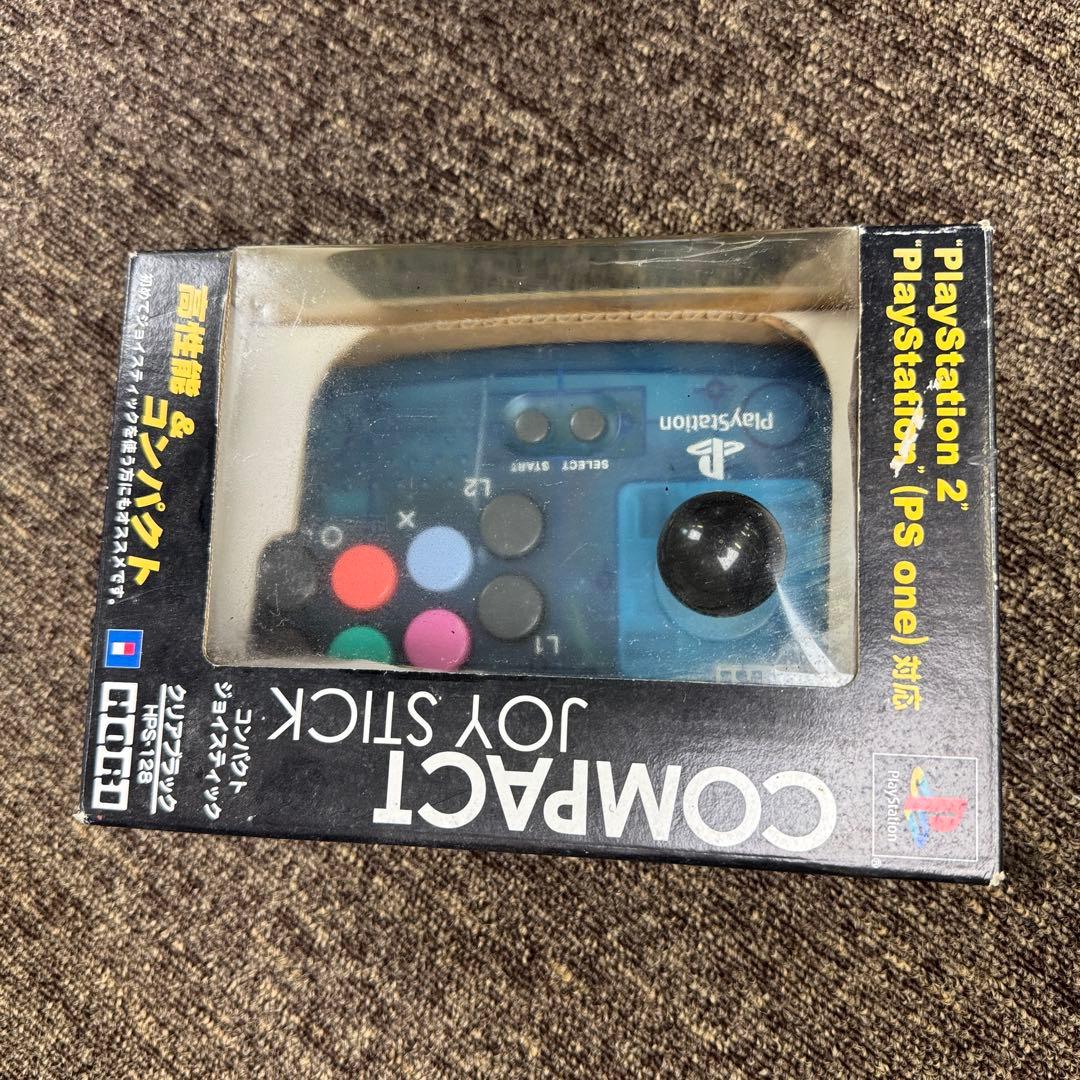 COMPACT
JOY STICK
コンパクト
ジョイスティック
クリアブラック
HPS-128
HORI
"PlayStation 2"
"PlayStation" (PS one) 対応
PlayStation
®
高性能 & コンパクト
初めてジョイスティックを使う方にもオススメです。
PlayStation
SELECT START
L2
L1